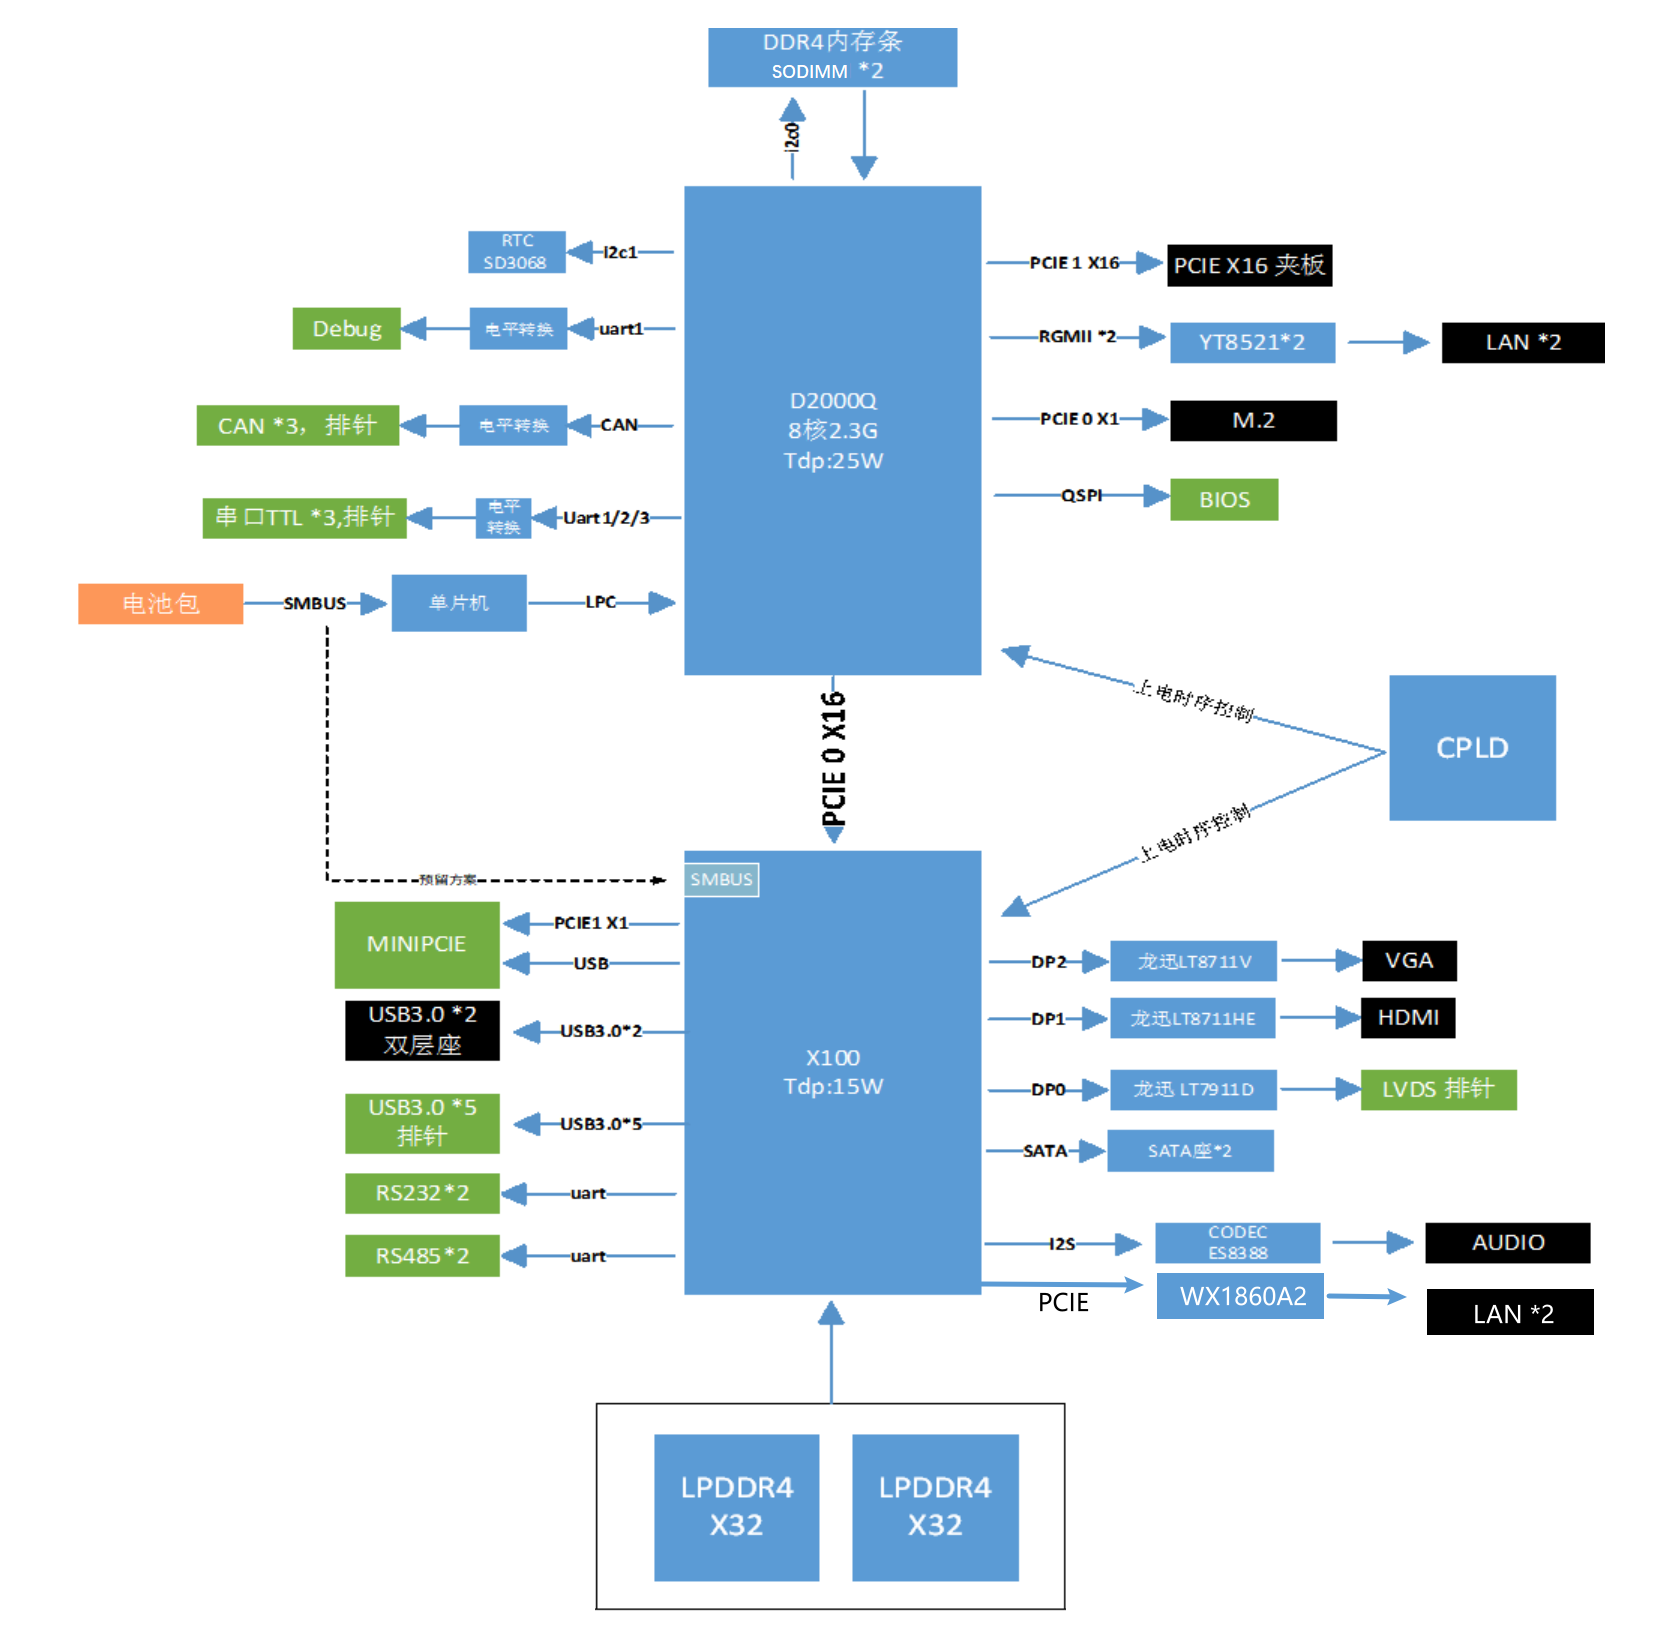 DDR4内存条
SODIMM *2
i2c0
RTC
SD3068
i2c1
Debug
电平转换
uart1
CAN *3， 排针
电平转换
CAN
串口TTL *3,排针
电平
转换
Uart1/2/3
电池包
SMBUS
单片机
LPC
D2000Q
8核2.3G
Tdp:25W
PCIE 1 X16
PCIE X16 夹板
RGMII *2
YT8521*2
LAN *2
PCIE 0 X1
M.2
QSPI
BIOS
PCIE 0 X16
上电时序控制
CPLD
上电时序控制
预留方案
SMBUS
MINIPCIE
PCIE1 X1
USB
USB3.0 *2
双层座
USB3.0*2
USB3.0 *5
排针
USB3.0*5
RS232*2
uart
RS485*2
uart
X100
Tdp:15W
DP2
龙迅LT8711V
VGA
DP1
龙迅LT8711HE
HDMI
DP0
龙迅 LT7911D
LVDS 排针
SATA
SATA座*2
I2S
CODEC
ES8388
AUDIO
PCIE
WX1860A2
LAN *2
LPDDR4
X32
LPDDR4
X32